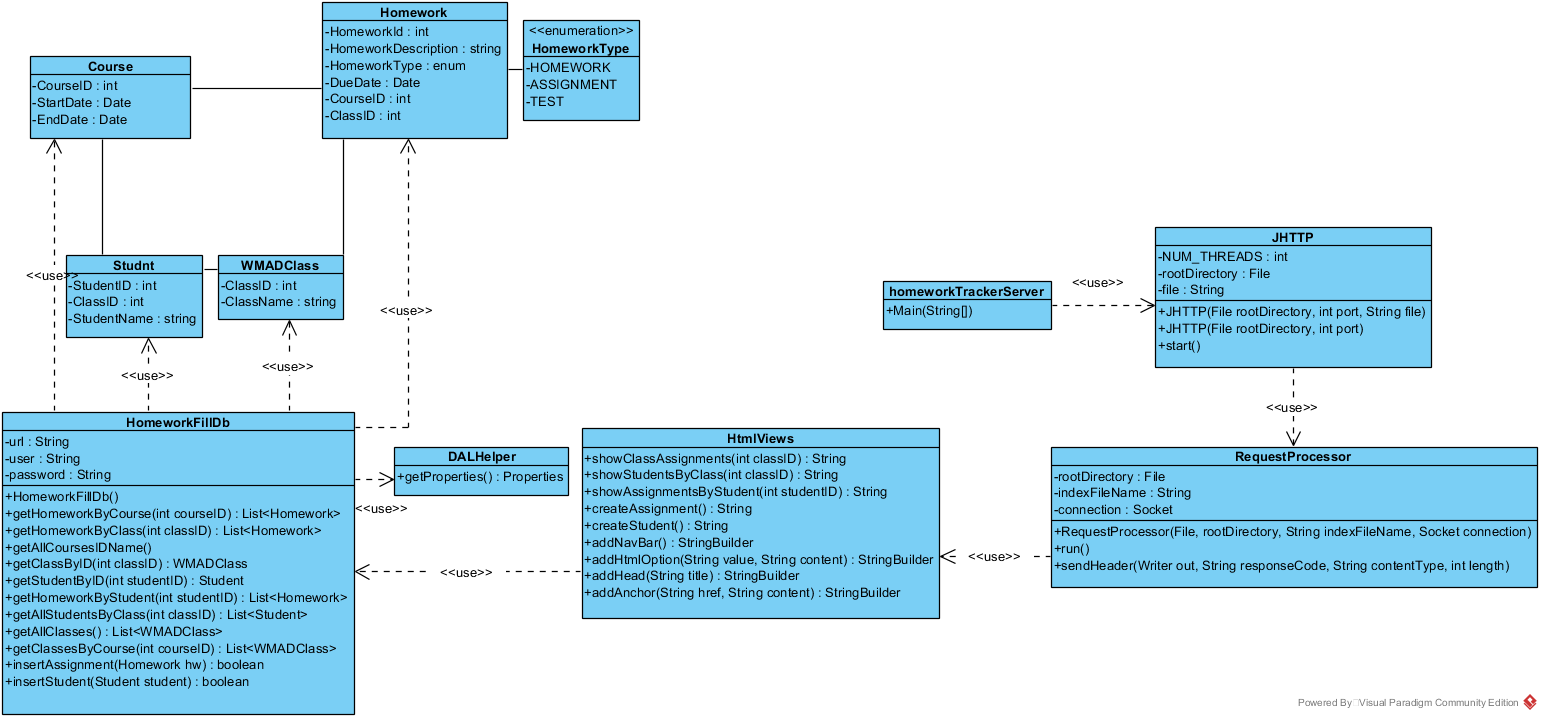 Homework
-HomeworkId : int
-HomeworkDescription : string
-HomeworkType : enum
-DueDate : Date
-CourseID : int
-ClassID : int
<<enumeration>>
HomeworkType
-HOMEWORK
-ASSIGNMENT
-TEST
Course
-CourseID : int
-StartDate : Date
-EndDate : Date
<<use>>
Studnt
-StudentID : int
-ClassID : int
-StudentName : string
WMADClass
-ClassID : int
-ClassName : string
<<use>>
<<use>>
<<use>>
homeworkTrackerServer
+Main(String[])
<<use>>
JHTTP
-NUM_THREADS : int
-rootDirectory : File
-file : String
+JHTTP(File rootDirectory, int port, String file)
+JHTTP(File rootDirectory, int port)
+start()
<<use>>
HomeworkFillDb
-url : String
-user : String
-password : String
+HomeworkFillDb()
+getHomeworkByCourse(int courseID) : List<Homework>
+getHomeworkByClass(int classID) : List<Homework>
+getAllCoursesIDName()
+getClassByID(int classID) : WMADClass
+getStudentByID(int studentID) : Student
+getHomeworkByStudent(int studentID) : List<Homework>
+getAllStudentsByClass(int classID) : List<Student>
+getAllClasses() : List<WMADClass>
+getClassesByCourse(int courseID) : List<WMADClass>
+insertAssignment(Homework hw) : boolean
+insertStudent(Student student) : boolean
DALHelper
+getProperties() : Properties
<<use>>
<<use>>
HtmlViews
+showClassAssignments(int classID) : String
+showStudentsByClass(int classID) : String
+showAssignmentsByStudent(int studentID) : String
+createAssignment() : String
+createStudent() : String
+addNavBar() : StringBuilder
+addHtmlOption(String value, String content) : StringBuilder
+addHead(String title) : StringBuilder
+addAnchor(String href, String content) : StringBuilder
<<use>>
RequestProcessor
-rootDirectory : File
-indexFileName : String
-connection : Socket
+RequestProcessor(File, rootDirectory, String indexFileName, Socket connection)
+run()
+sendHeader(Writer out, String responseCode, String contentType, int length)
Powered By Visual Paradigm Community Edition